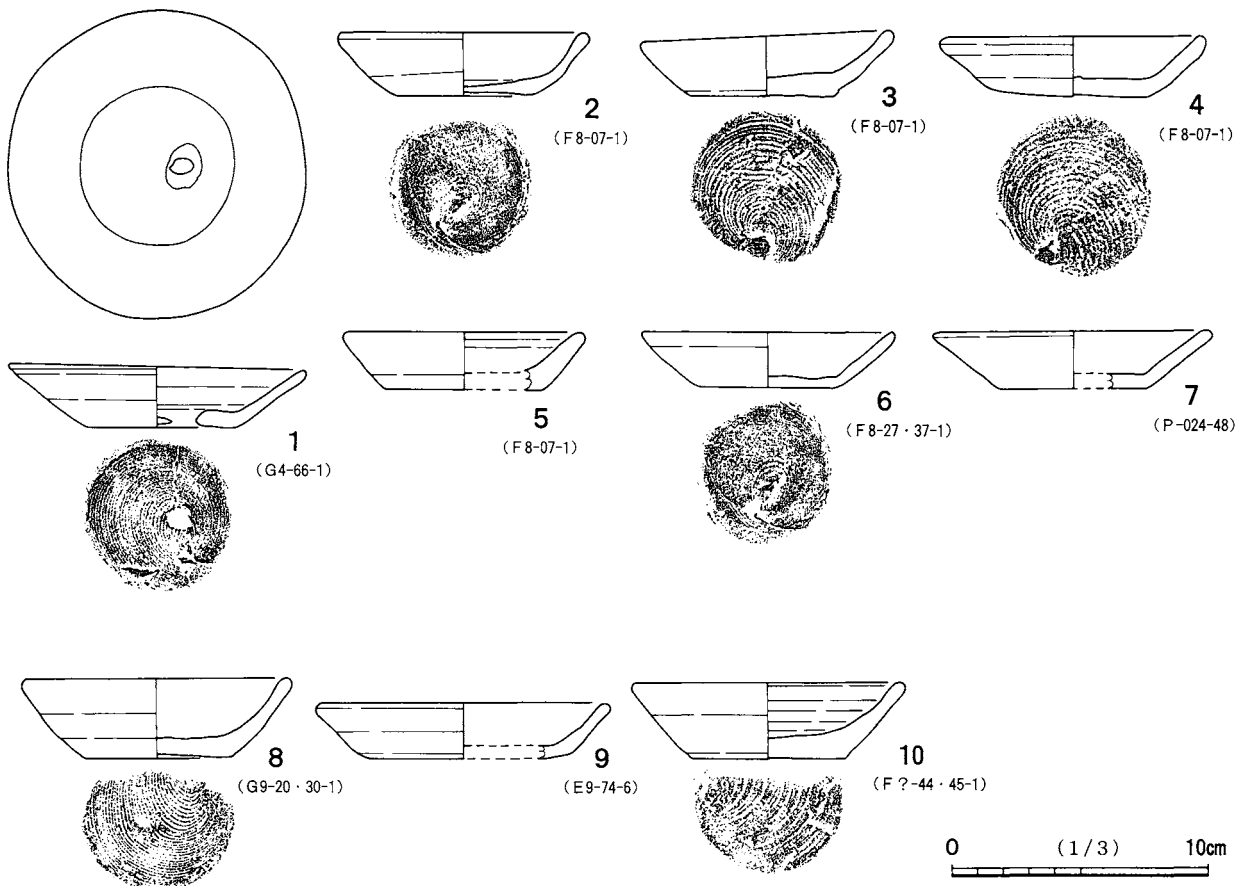 2
(F8-07-1)
3
(F8-07-1)
4
(F8-07-1)
1
(G4-66-1)
5
(F8-07-1)
6
(F8-27・37-1)
7
(P-024-48)
8
(G9-20・30-1)
9
(E9-74-6)
10
(F?-44・45-1)
0 (1/3) 10cm